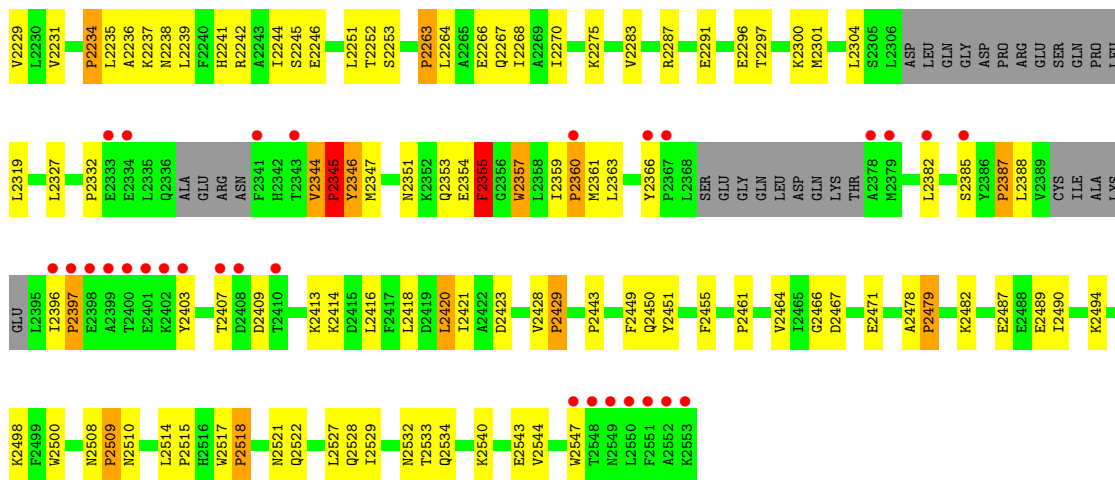 V2229 L2230 V2231 P2234 L2235 A2236 K2237 N2238 L2239 F2240 H2241 R2242 A2243 I2244 S2245 E2246 L2251 T2252 S2253 P2263 L2264 A2265 E2266 Q2267 I2268 A2269 I2270 K2275 V2283 R2287 E2291 E2296 T2297 K2300 M2301 L2304 S2305 L2306 ASP LEU GLN GLY ASP PRO ARG GLU SER GLN PRO LEU
L2319 L2327 P2332 E2333 E2334 L2335 Q2336 ALA GLU ARG ASN F2341 H2342 T2343 V2344 P2345 Y2346 M2347 N2351 K2352 Q2353 E2354 F2355 G2356 W2357 L2358 I2359 P2360 M2361 L2363 Y2366 P2367 L2368 SER GLU GLY GLN LEU ASP GLN LYS THR A2378 M2379 L2382 S2385 Y2386 P2387 L2388 V2389 CYS ILE ALA LYS
GLU L2395 I2396 P2397 E2398 A2399 T2400 E2401 K2402 Y2403 T2407 D2408 D2409 T2410 K2413 K2414 D2415 L2416 F2417 L2418 D2419 L2420 I2421 A2422 D2423 V2428 P2429 P2443 F2449 Q2450 Y2451 F2455 P2461 V2464 I2465 G2466 D2467 E2471 A2478 P2479 K2482 E2487 E2488 E2489 I2490 K2494
K2498 F2499 W2500 N2508 P2509 N2510 L2514 P2515 H2516 W2517 P2518 N2521 Q2522 L2527 Q2528 I2529 N2532 T2533 Q2534 K2540 E2543 V2544 W2547 T2548 N2549 L2550 F2551 A2552 K2553